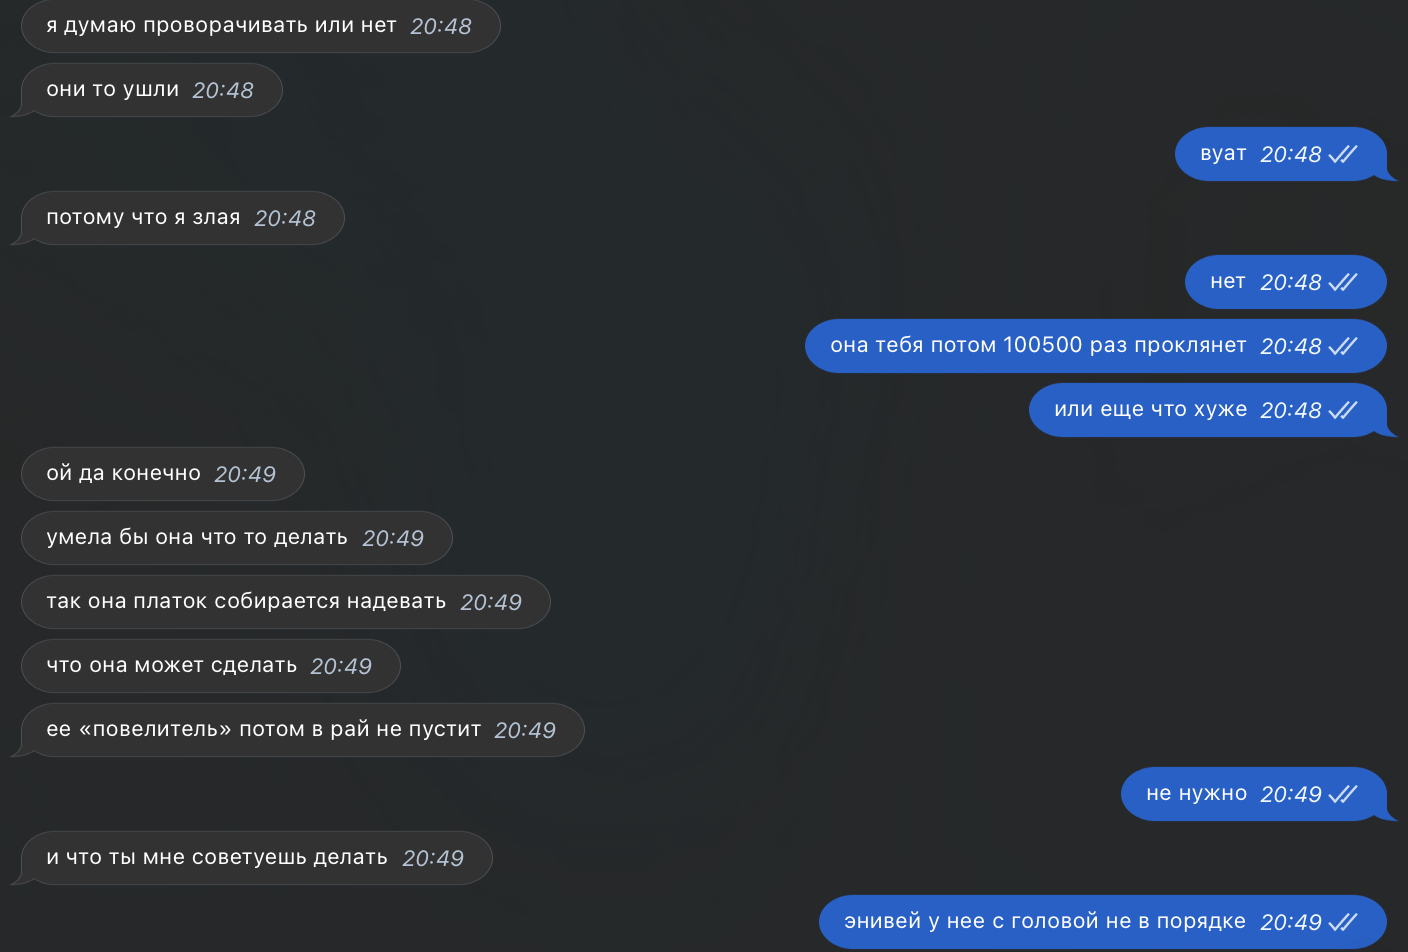 я думаю проворачивать или нет 20:48
они то ушли 20:48
вуат 20:48
потому что я злая 20:48
нет 20:48
она тебя потом 100500 раз проклянет 20:48
или еще что хуже 20:48
ой да конечно 20:49
умела бы она что то делать 20:49
так она платок собирается надевать 20:49
что она может сделать 20:49
ее «повелитель» потом в рай не пустит 20:49
не нужно 20:49
и что ты мне советуешь делать 20:49
энивей у нее с головой не в порядке 20:49